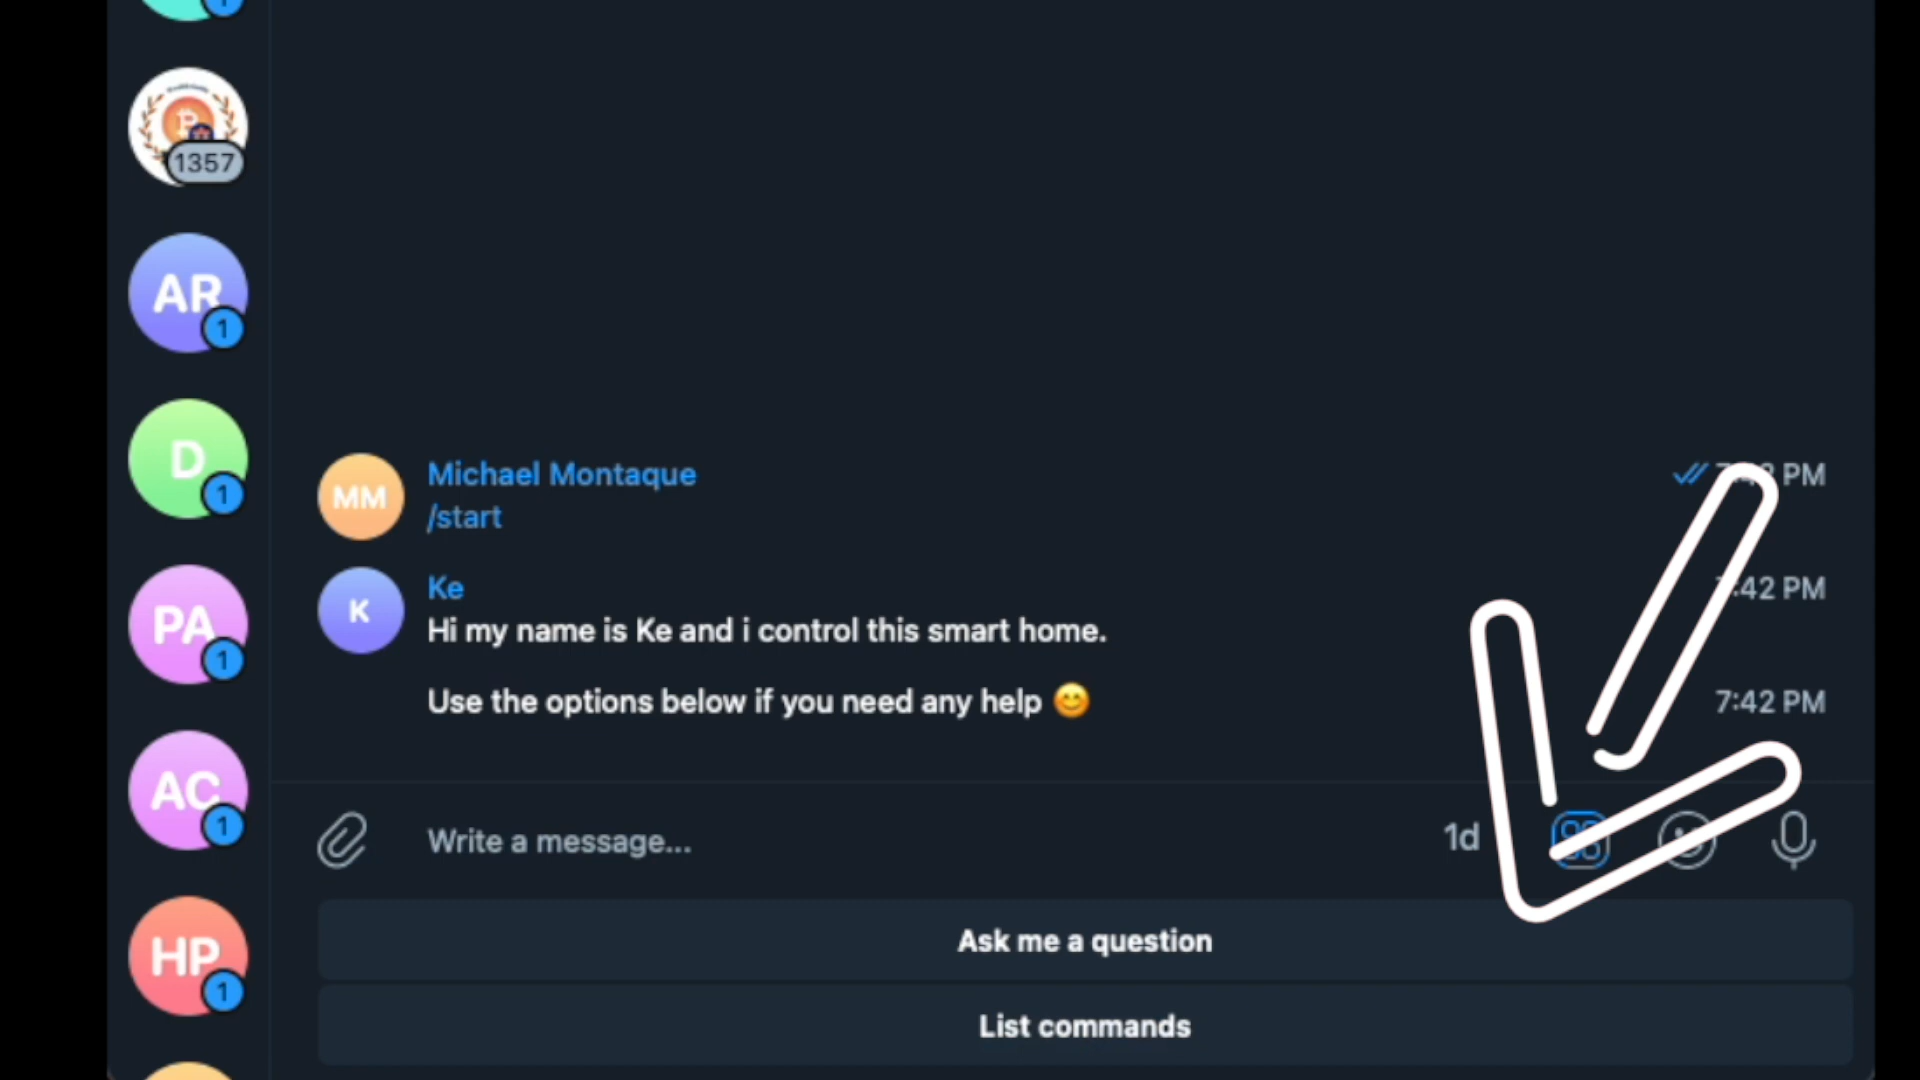 1
1357
AR
1
D
1
PA
1
AC
1
HP
1
MM
Michael Montaque
PM
/start
K
Ke
:42 PM
Hi my name is Ke and i control this smart home.
Use the options below if you need any help 😊
7:42 PM
Write a message...
1d
Ask me a question
List commands